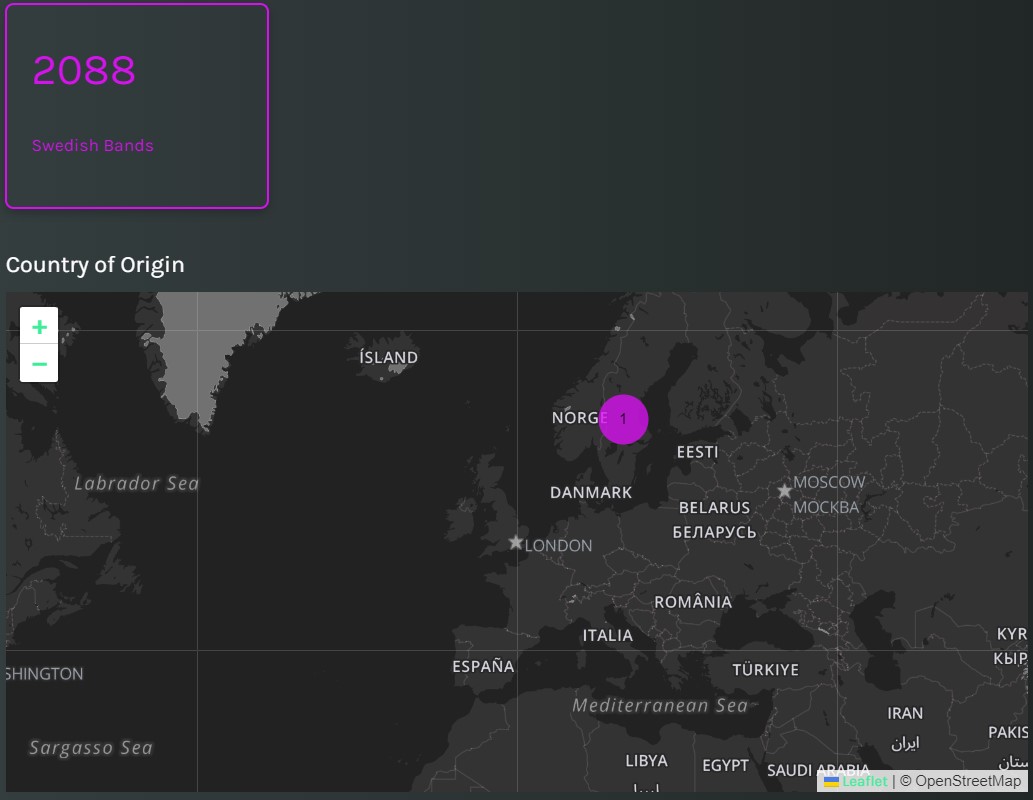 2088
Swedish Bands
Country of Origin
+
−
ÍSLAND
NORGE
1
EESTI
Labrador Sea
DANMARK
MOSCOW
МОСКВА
BELARUS
БЕЛАРУСЬ
LONDON
ROMÂNIA
ITALIA
KYR
КЫР
ESPAÑA
TÜRKIYE
SHINGTON
Mediterranean Sea
IRAN
ایران
PAKIS
Sargasso Sea
LIBYA
EGYPT
SAUDI ARABIA
Leaflet | © OpenStreetMap